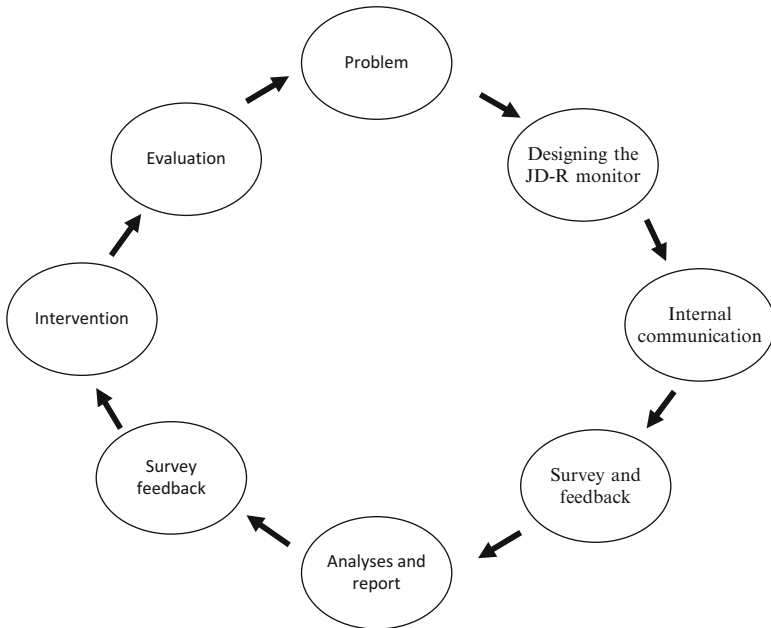 Problem
Designing the
JD-R monitor
Internal
communication
Survey and
feedback
Analyses and
report
Survey
feedback
Intervention
Evaluation